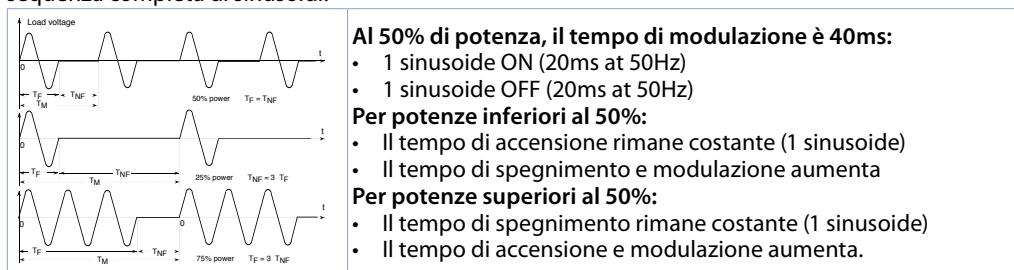 Load voltage
t
0
TF
TNF
TM
50% power TF = TNF
t
0
TF
TNF
TM
25% power TNF = 3 TF
t
0
0
TF
TNF
TM
75% power TF = 3 TNF
Al 50% di potenza, il tempo di modulazione è 40ms:
• 1 sinusoide ON (20ms at 50Hz)
• 1 sinusoide OFF (20ms at 50Hz)
Per potenze inferiori al 50%:
• Il tempo di accensione rimane costante (1 sinusoide)
• Il tempo di spegnimento e modulazione aumenta
Per potenze superiori al 50%:
• Il tempo di spegnimento rimane costante (1 sinusoide)
• Il tempo di accensione e modulazione aumenta.